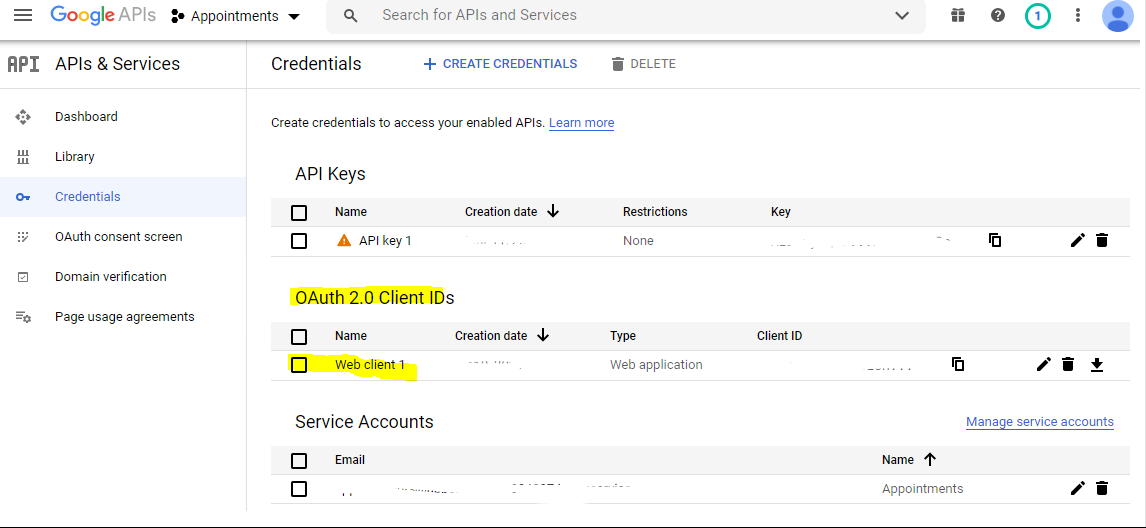 Google APIs Appointments Search for APIs and Services 1
API APIs & Services Credentials CREATE CREDENTIALS DELETE
Dashboard
Create credentials to access your enabled APIs. Learn more
Library
API Keys
Credentials
Name Creation date Restrictions Key
OAuth consent screen
API key 1 None
Domain verification
OAuth 2.0 Client IDs
Page usage agreements
Name Creation date Type Client ID
Web client 1 Web application
Service Accounts Manage service accounts
Email Name
Appointments